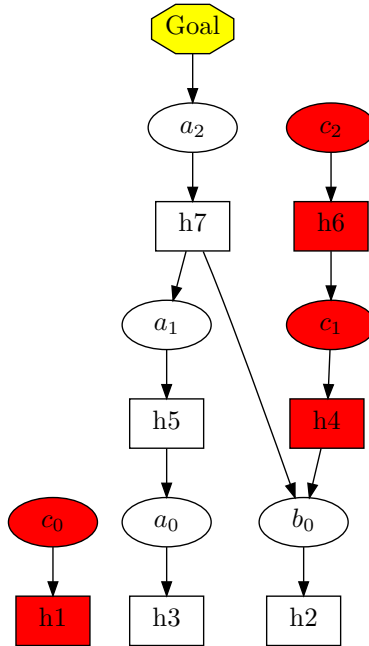 Goal
a₂ c₂
h7 h6
a₁ c₁
h5 h4
c₀ a₀ b₀
h1 h3 h2